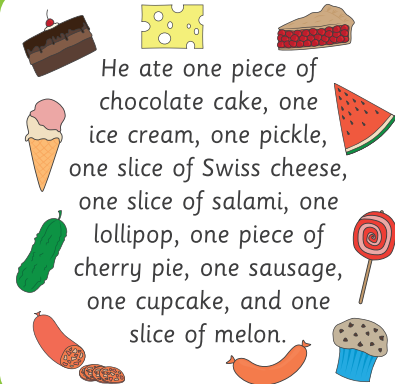 He ate one piece of
chocolate cake, one
ice cream, one pickle,
one slice of Swiss cheese,
one slice of salami, one
lollipop, one piece of
cherry pie, one sausage,
one cupcake, and one
slice of melon.